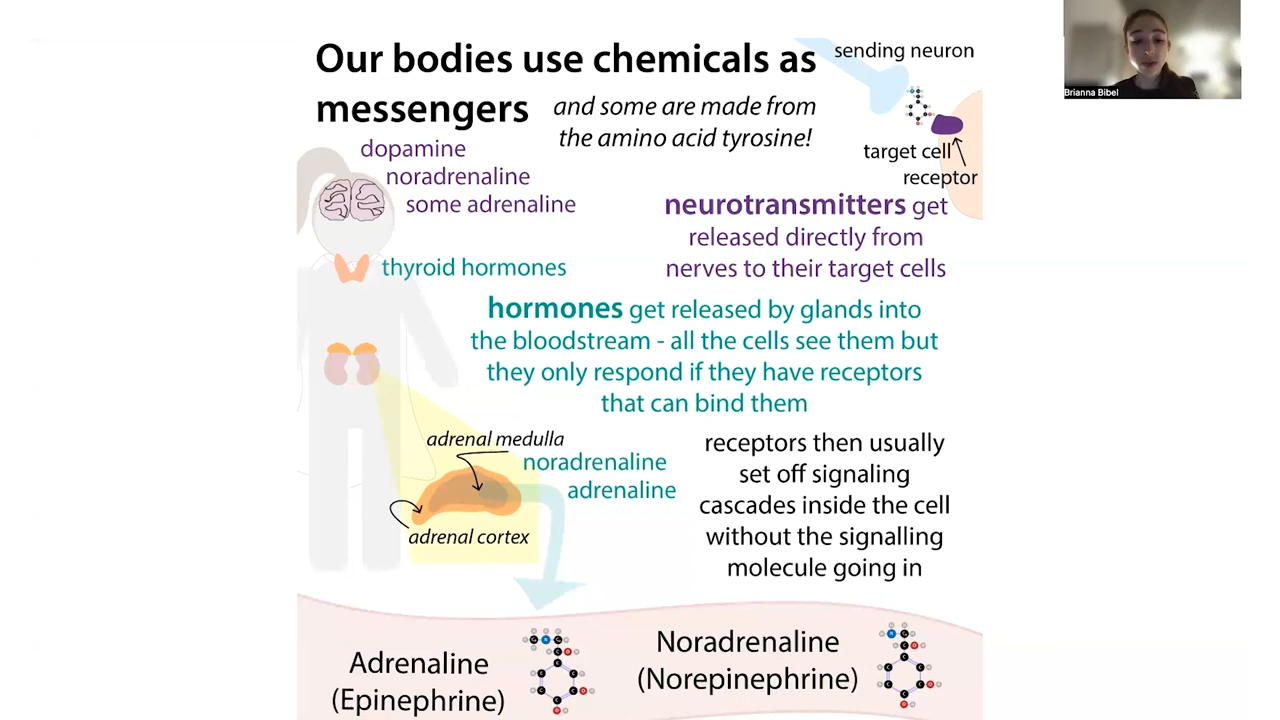 Our bodies use chemicals as
messengers
and some are made from
the amino acid tyrosine!
sending neuron
Brianna Bibel
target cell
receptor
dopamine
noradrenaline
some adrenaline
neurotransmitters get
released directly from
nerves to their target cells
thyroid hormones
hormones get released by glands into
the bloodstream - all the cells see them but
they only respond if they have receptors
that can bind them
adrenal medulla
noradrenaline
adrenaline
adrenal cortex
receptors then usually
set off signaling
cascades inside the cell
without the signalling
molecule going in
Adrenaline
(Epinephrine)
Noradrenaline
(Norepinephrine)